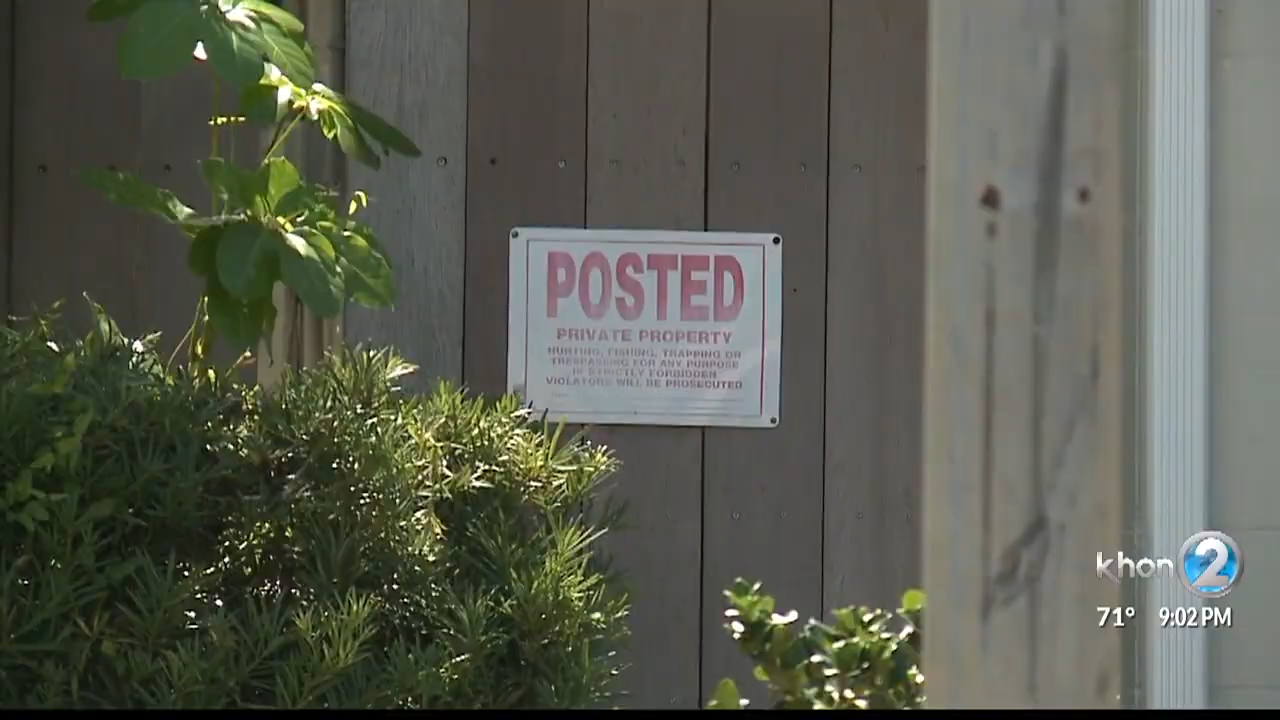 POSTED
PRIVATE PROPERTY
HUNTING, FISHING, TRAPPING OR
TRESPASSING FOR ANY PURPOSE
IS STRICTLY FORBIDDEN
VIOLATORS WILL BE PROSECUTED
khon 2
71° 9:02 PM